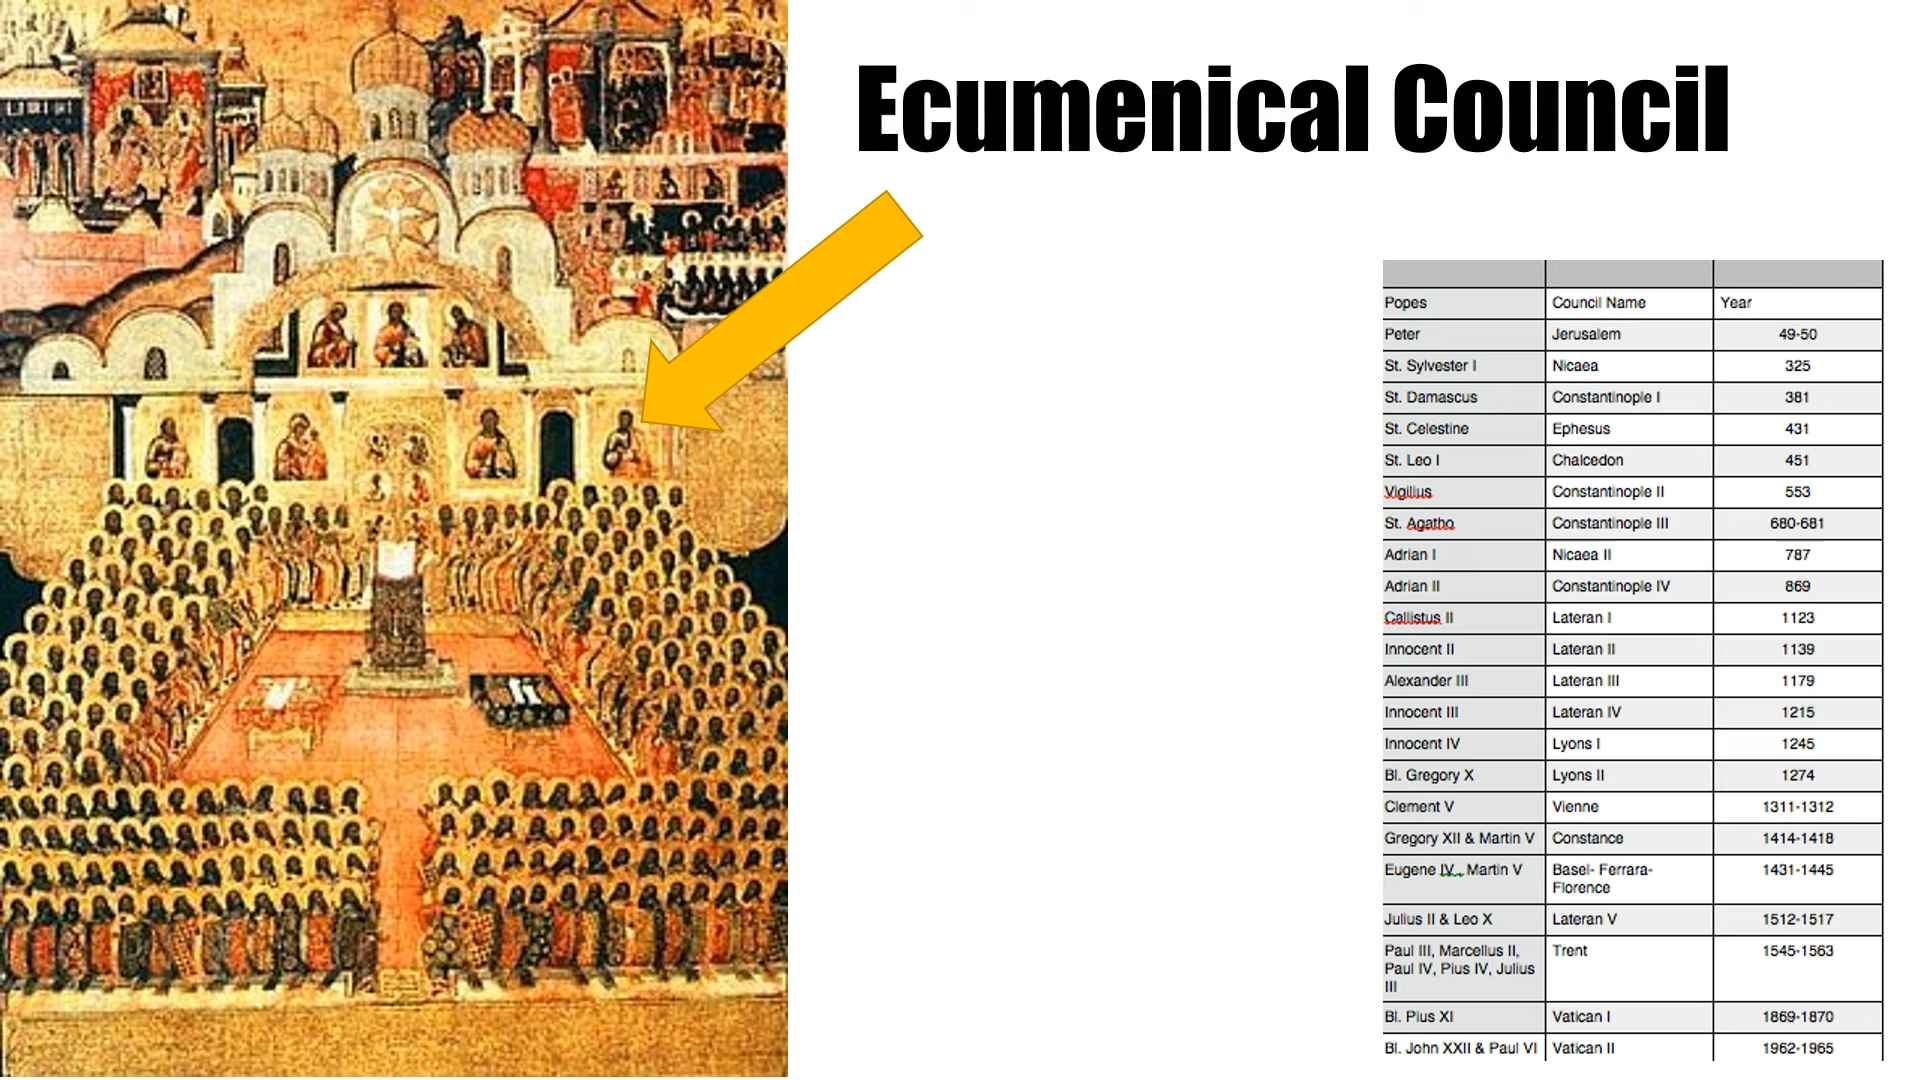 Ecumenical Council
Popes Council Name Year
Peter Jerusalem 49-50
St. Sylvester I Nicaea 325
St. Damascus Constantinople I 381
St. Celestine Ephesus 431
St. Leo I Chalcedon 451
Vigilius Constantinople II 553
St. Agatho Constantinople III 680-681
Adrian I Nicaea II 787
Adrian II Constantinople IV 869
Callistus II Lateran I 1123
Innocent II Lateran II 1139
Alexander III Lateran III 1179
Innocent III Lateran IV 1215
Innocent IV Lyons I 1245
Bl. Gregory X Lyons II 1274
Clement V Vienne 1311-1312
Gregory XII & Martin V Constance 1414-1418
Eugene IV , Martin V Basel- Ferrara- 1431-1445
Florence
Julius II & Leo X Lateran V 1512-1517
Paul III, Marcellus II, Trent 1545-1563
Paul IV, Pius IV, Julius
III
Bl. Pius XI Vatican I 1869-1870
Bl. John XXII & Paul VI Vatican II 1962-1965